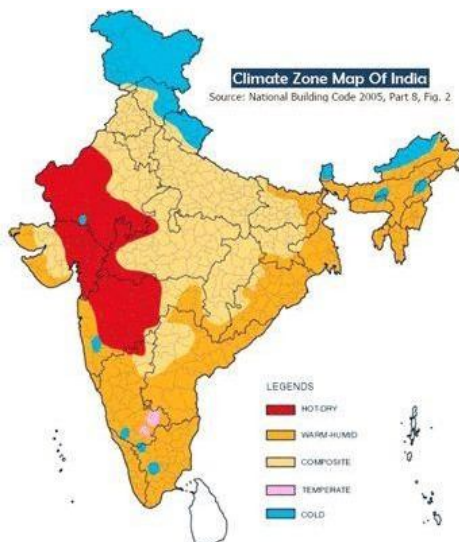 Climate Zone Map Of India
Source: National Building Code 2005, Part 8, Fig. 2
LEGENDS
HOT-DRY
WARM-HUMID
COMPOSITE
TEMPERATE
COLD